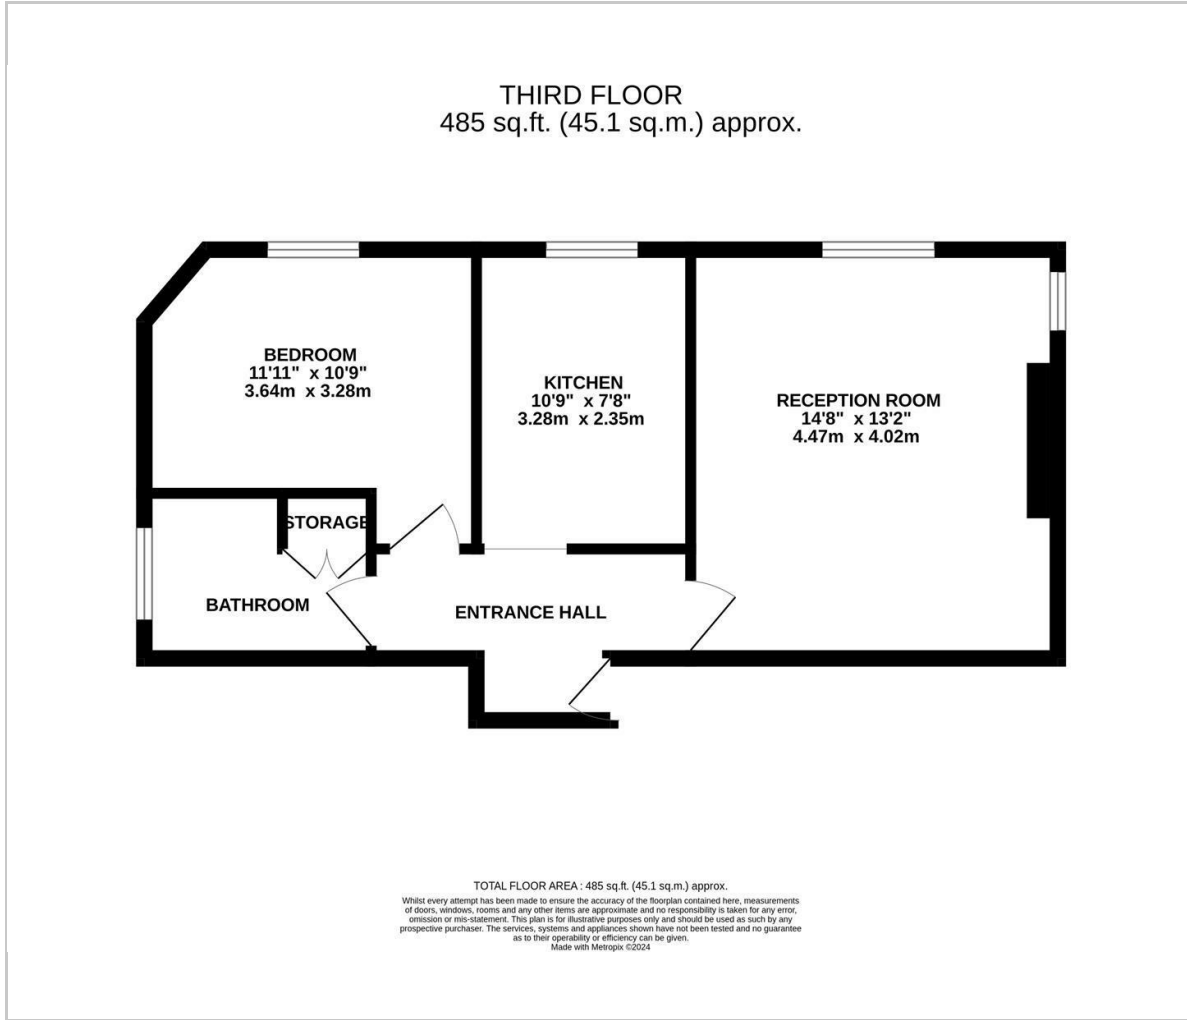 THIRD FLOOR
485 sq.ft. (45.1 sq.m.) approx.
BEDROOM
11'11" x 10'9"
3.64m x 3.28m
KITCHEN
10'9" x 7'8"
3.28m x 2.35m
RECEPTION ROOM
14'8" x 13'2"
4.47m x 4.02m
STORAGE
BATHROOM
ENTRANCE HALL
TOTAL FLOOR AREA : 485 sq.ft. (45.1 sq.m.) approx.
Whilst every attempt has been made to ensure the accuracy of the floorplan contained here, measurements
of doors, windows, rooms and any other items are approximate and no responsibility is taken for any error,
omission or mis-statement. This plan is for illustrative purposes only and should be used as such by any
prospective purchaser. The services, systems and appliances shown have not been tested and no guarantee
as to their operability or efficiency can be given.
Made with Metropix ©2024